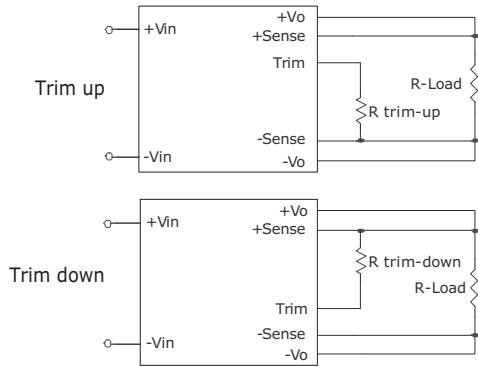 +Vo
+Vin
+Sense
Trim
R-Load
Trim up
R trim-up
-Sense
-Vin
-Vo
+Vo
+Vin
+Sense
R trim-down
Trim down
R-Load
Trim
-Sense
-Vin
-Vo